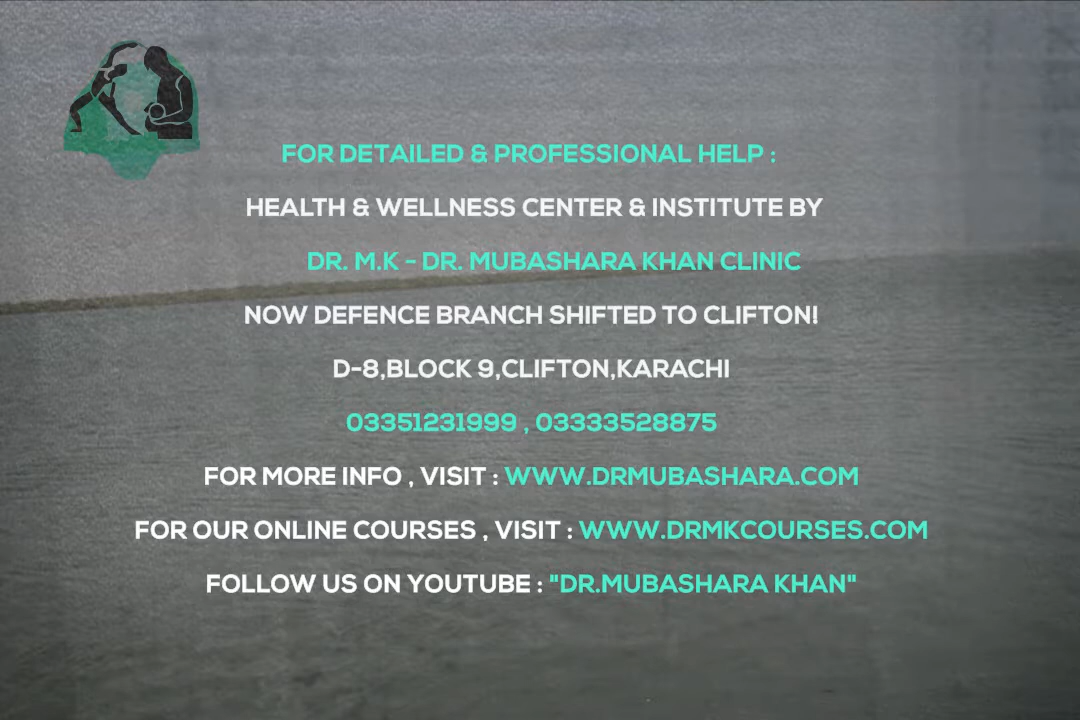 FOR DETAILED & PROFESSIONAL HELP :
HEALTH & WELLNESS CENTER & INSTITUTE BY
DR. M.K - DR. MUBASHARA KHAN CLINIC
NOW DEFENCE BRANCH SHIFTED TO CLIFTON!
D-8,BLOCK 9,CLIFTON,KARACHI
03351231999 , 03333528875
FOR MORE INFO , VISIT : WWW.DRMUBASHARA.COM
FOR OUR ONLINE COURSES , VISIT : WWW.DRMKCOURSES.COM
FOLLOW US ON YOUTUBE : "DR.MUBASHARA KHAN"